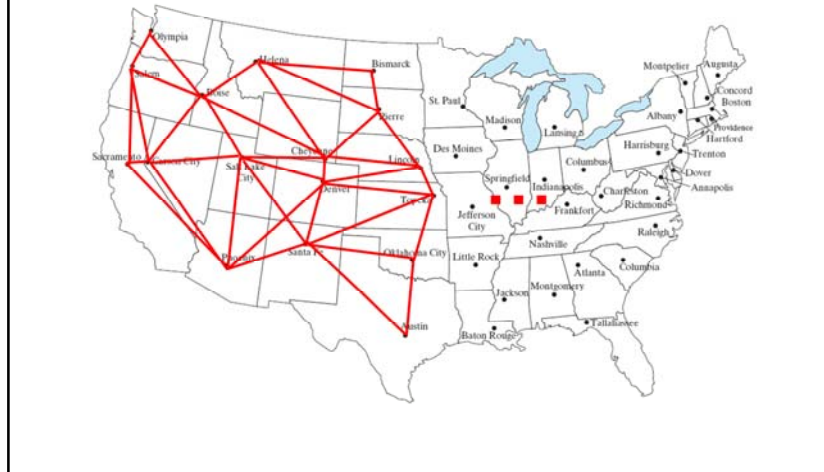 Olympia
Helena
Bismarck
Salem
Boise
Pierre
St. Paul
Montpelier
Augusta
Concord
Boston
Albany
Madison
Lansing
Providence
Hartford
Sacramento
Carson City
Salt Lake
City
Cheyenne
Lincoln
Des Moines
Columbus
Harrisburg
Trenton
Dover
Annapolis
Denver
Topeka
Springfield
Indianapolis
Charleston
Richmond
Jefferson
City
Frankfort
Phoenix
Santa Fe
Oklahoma City
Nashville
Raleigh
Little Rock
Atlanta
Columbia
Jackson
Montgomery
Austin
Baton Rouge
Tallahassee